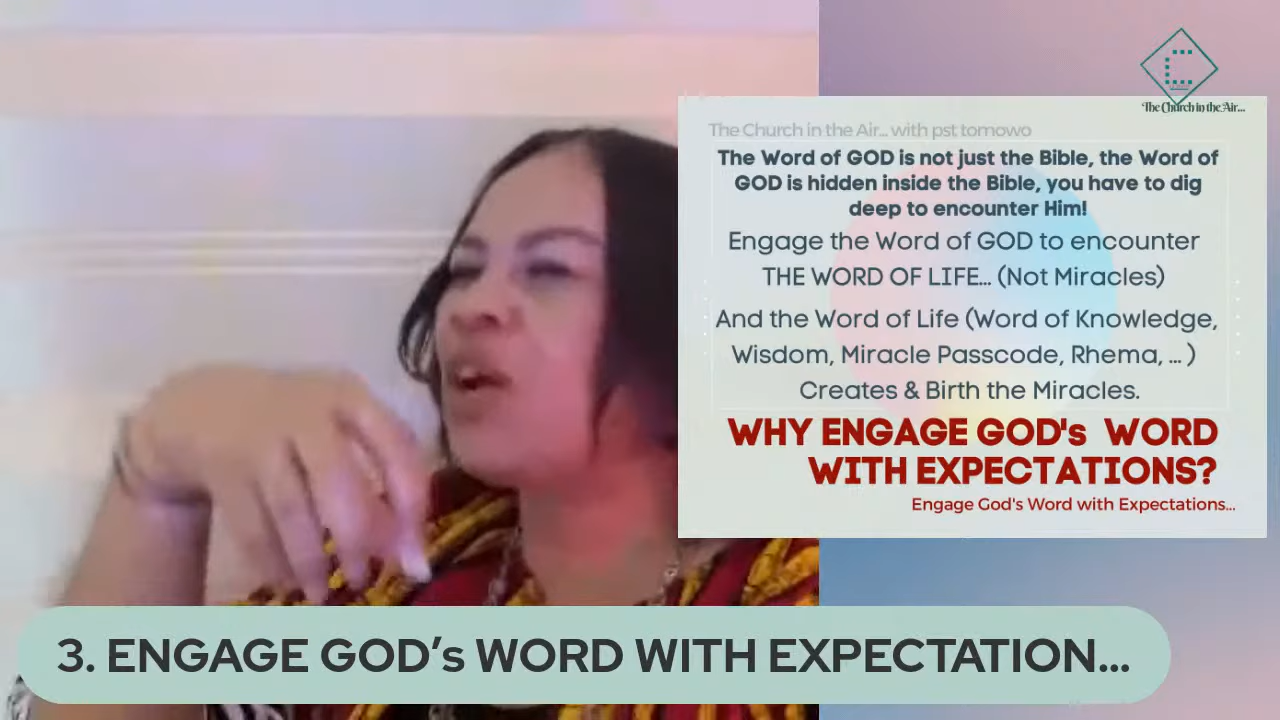 The Church in the Air...
The Church in the Air... with pst tomowo
The Word of GOD is not just the Bible, the Word of
GOD is hidden inside the Bible, you have to dig
deep to encounter Him!
Engage the Word of GOD to encounter
THE WORD OF LIFE... (Not Miracles)
And the Word of Life (Word of Knowledge,
Wisdom, Miracle Passcode, Rhema, ... )
Creates & Birth the Miracles.
WHY ENGAGE GOD's WORD
WITH EXPECTATIONS?
Engage God's Word with Expectations...
3. ENGAGE GOD’s WORD WITH EXPECTATION...